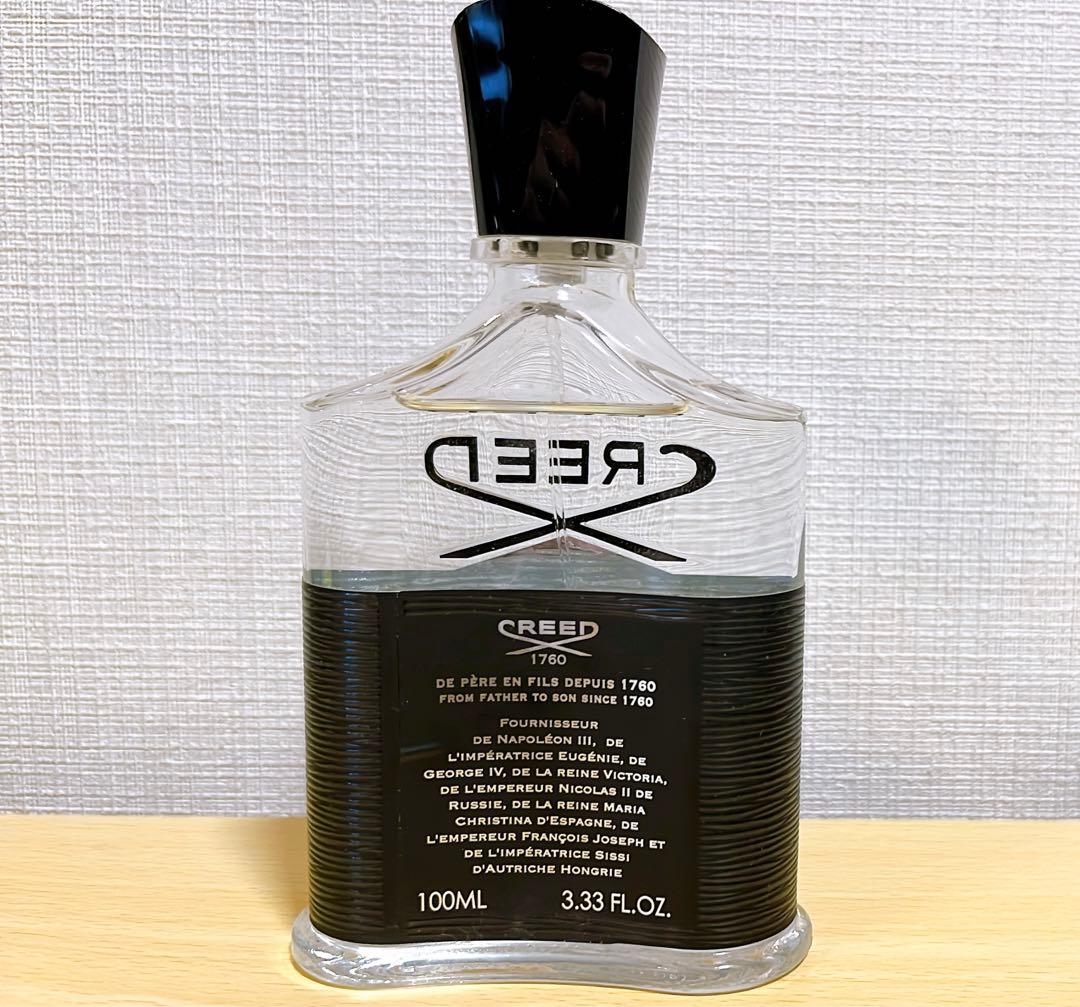 CREED
CREED
1760
DE PÈRE EN FILS DEPUIS 1760
FROM FATHER TO SON SINCE 1760
FOURNISSEUR
DE NAPOLÉON III, DE
L'IMPÉRATRICE EUGÉNIE, DE
GEORGE IV, DE LA REINE VICTORIA,
DE L'EMPEREUR NICOLAS II DE
RUSSIE, DE LA REINE MARIA
CHRISTINA D'ESPAGNE, DE
L'EMPEREUR FRANÇOIS JOSEPH ET
DE L'IMPÉRATRICE SISSI
D'AUTRICHE HONGRIE
100ML 3.33 FL.OZ.